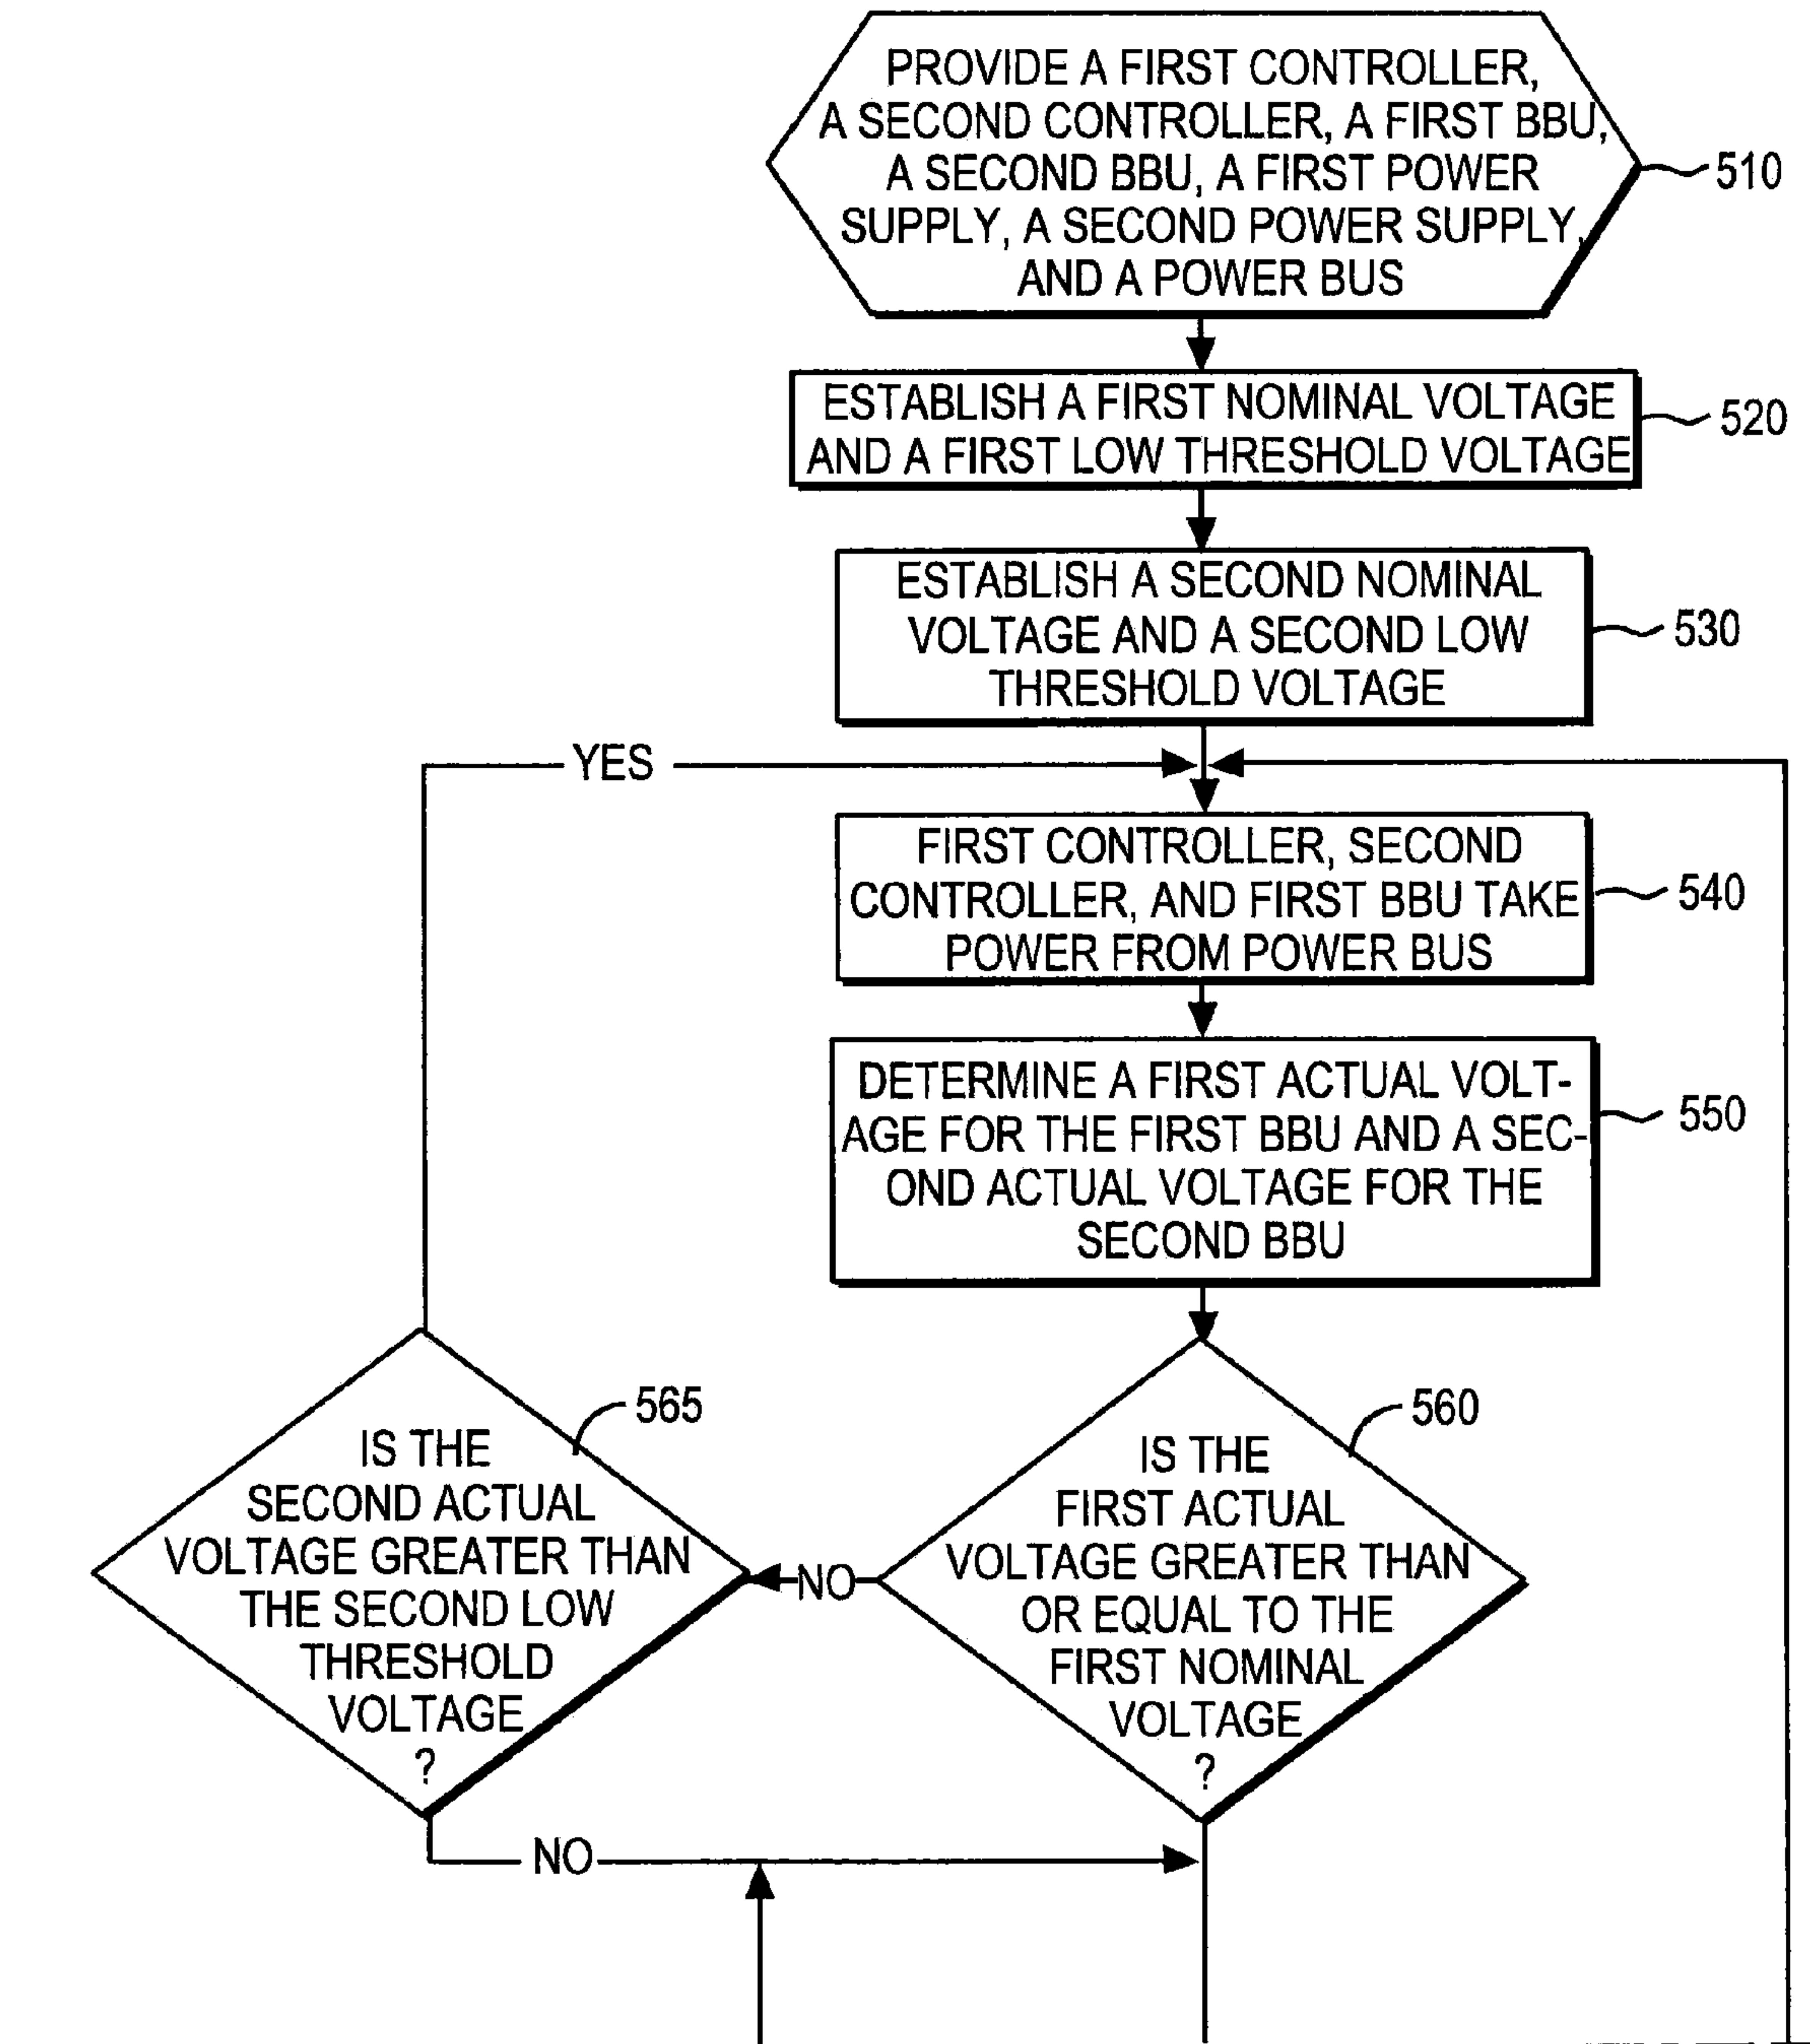 PROVIDE A FIRST CONTROLLER,
A SECOND CONTROLLER, A FIRST BBU,
A SECOND BBU, A FIRST POWER
SUPPLY, A SECOND POWER SUPPLY,
AND A POWER BUS
510
ESTABLISH A FIRST NOMINAL VOLTAGE
AND A FIRST LOW THRESHOLD VOLTAGE
520
ESTABLISH A SECOND NOMINAL
VOLTAGE AND A SECOND LOW
THRESHOLD VOLTAGE
530
YES
FIRST CONTROLLER, SECOND
CONTROLLER, AND FIRST BBU TAKE
POWER FROM POWER BUS
540
DETERMINE A FIRST ACTUAL VOLT-
AGE FOR THE FIRST BBU AND A SEC-
OND ACTUAL VOLTAGE FOR THE
SECOND BBU
550
565
IS THE
SECOND ACTUAL
VOLTAGE GREATER THAN
THE SECOND LOW
THRESHOLD
VOLTAGE
?
NO
560
IS THE
FIRST ACTUAL
VOLTAGE GREATER THAN
OR EQUAL TO THE
FIRST NOMINAL
VOLTAGE
?
NO